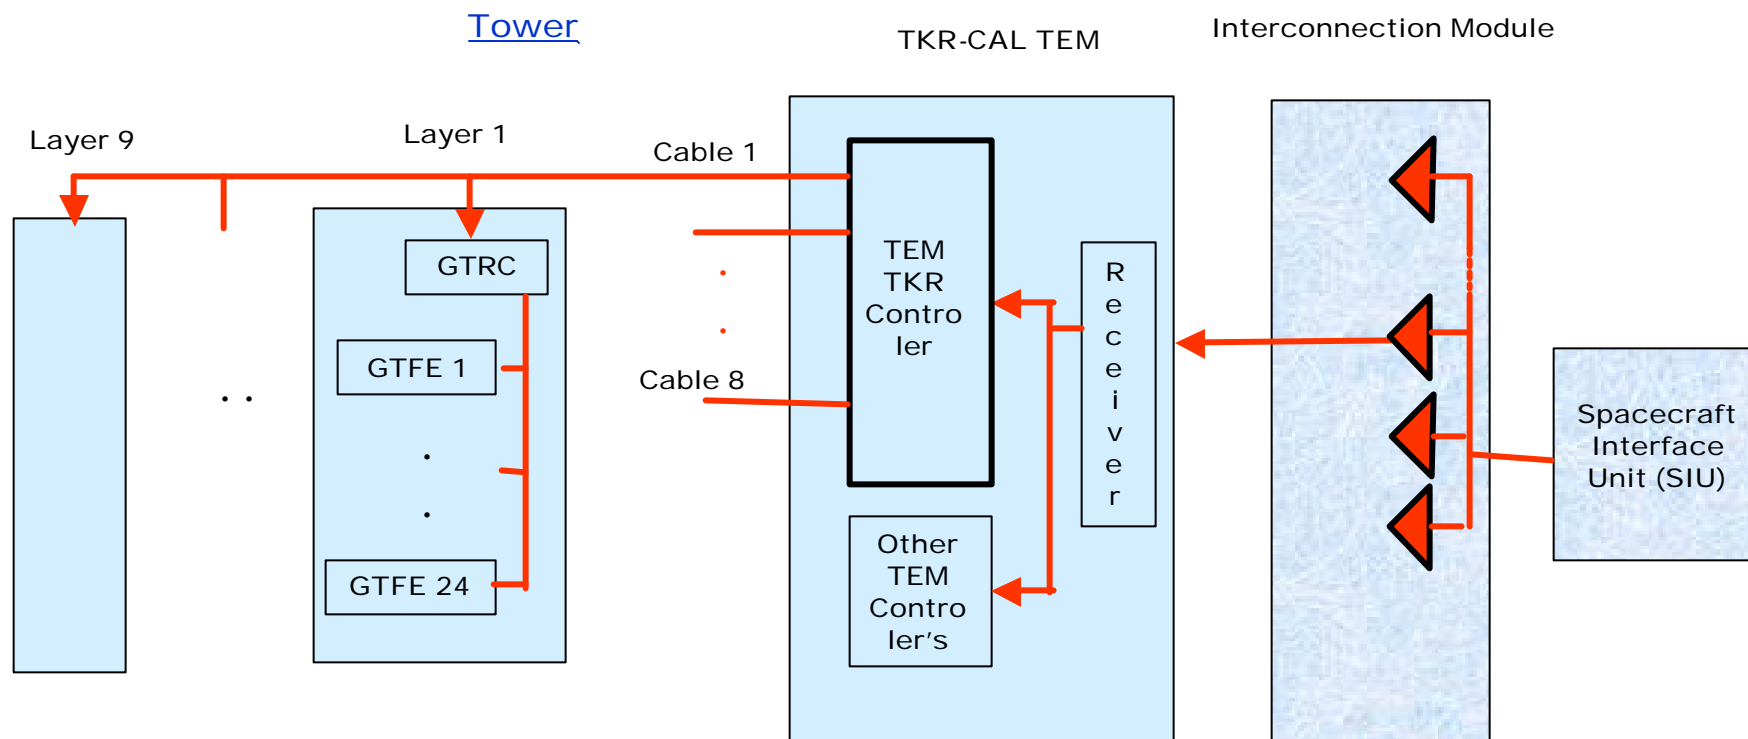 Tower
TKR-CAL TEM
Interconnection Module
Layer 9
Layer 1
Cable 1
GTRC
GTFE 1
. .
.
.
GTFE 24
.
.
Cable 8
TEM
TKR
Contro
ler
Other
TEM
Contro
ler's
R
e
c
e
i
v
e
r
Spacecraft
Interface
Unit (SIU)